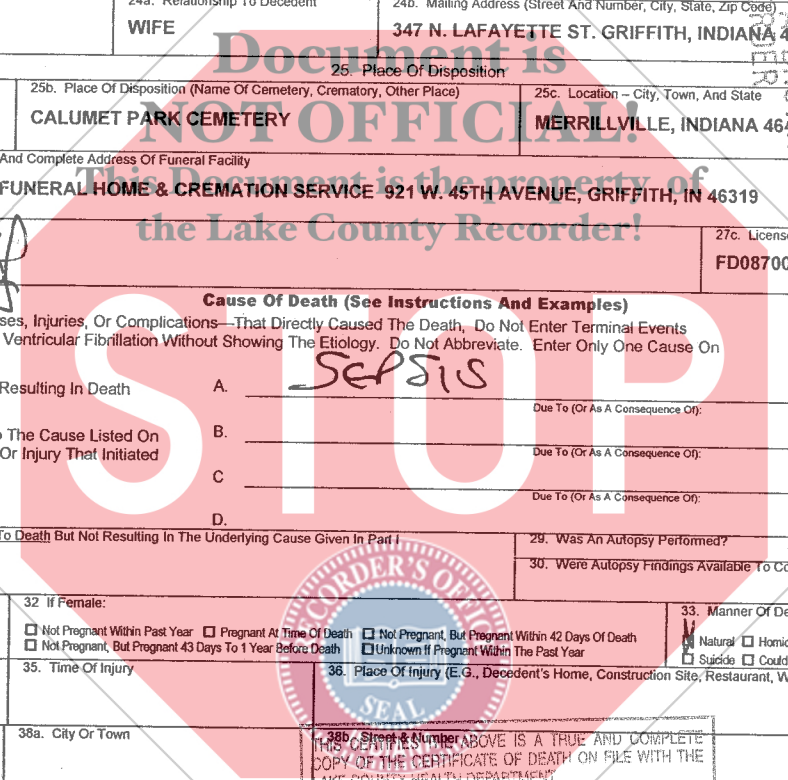 24a. Relationship To Decedent
24b. Mailing Address (Street And Number, City, State, Zip Code)
WIFE
347 N. LAFAYETTE ST. GRIFFITH, INDIANA 4
Document is
25. Place Of Disposition
25b. Place Of Disposition (Name Of Cemetery, Crematory, Other Place)
25c. Location – City, Town, And State
NOT OFFICIAL!
CALUMET PARK CEMETERY
MERRILLVILLE, INDIANA 464
And Complete Address Of Funeral Facility
This Document is the property of
FUNERAL HOME & CREMATION SERVICE 921 W. 45TH AVENUE, GRIFFITH, IN 46319
the Lake County Recorder!
27c. License
FD08700
STOP
Cause Of Death (See Instructions And Examples)
ses, Injuries, Or Complications—That Directly Caused The Death, Do Not Enter Terminal Events
Ventricular Fibrillation Without Showing The Etiology. Do Not Abbreviate. Enter Only One Cause On
Resulting In Death A. SEPSIS
Due To (Or As A Consequence Of):
The Cause Listed On B.
Or Injury That Initiated
Due To (Or As A Consequence Of):
C
Due To (Or As A Consequence Of):
D.
To Death But Not Resulting In The Underlying Cause Given In Part I
29. Was An Autopsy Performed?
30. Were Autopsy Findings Available To Co
RECORDER'S OFFIC
32 If Female:
33. Manner Of De
Not Pregnant Within Past Year Pregnant At Time Of Death Not Pregnant, But Pregnant Within 42 Days Of Death
Natural Homic
Not Pregnant, But Pregnant 43 Days To 1 Year Before Death Unknown If Pregnant Within The Past Year
Suicide Could
35. Time Of Injury
36. Place Of Injury (E.G., Decedent's Home, Construction Site, Restaurant, W
SEAL
38a. City Or Town
38b. Street & Number
THIS CERTIFIES THE ABOVE IS A TRUE AND COMPLETE
COPY OF THE CERTIFICATE OF DEATH ON FILE WITH THE
LAKE COUNTY HEALTH DEPARTMENT